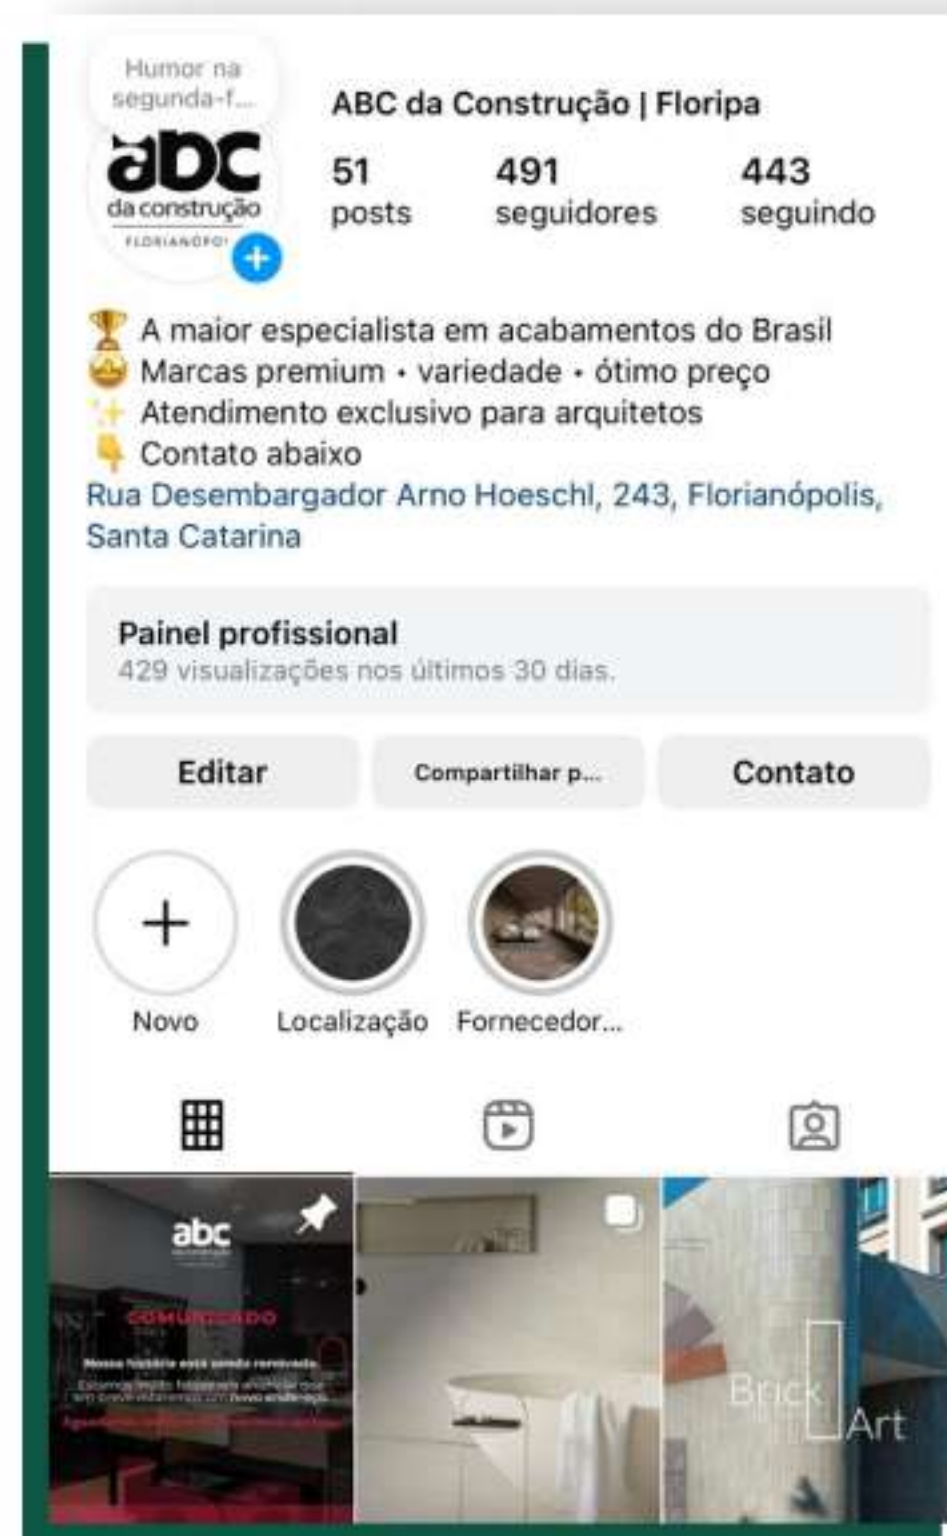 Humor na
segunda-f...
ABC da Construção | Floripa
abc
da construção
51
posts
491
seguidores
443
seguindo
A maior especialista em acabamentos do Brasil
Marcas premium • variedade • ótimo preço
Atendimento exclusivo para arquitetos
Contato abaixo
Rua Desembargador Arno Hoeschl, 243, Florianópolis,
Santa Catarina
Painel profissional
429 visualizações nos últimos 30 dias.
Editar
Compartilhar p...
Contato
Novo
Localização
Fornecedor...
abc
COMUNICADO
Nossa história está sendo renovada.
novo endereço.
Brick
Art